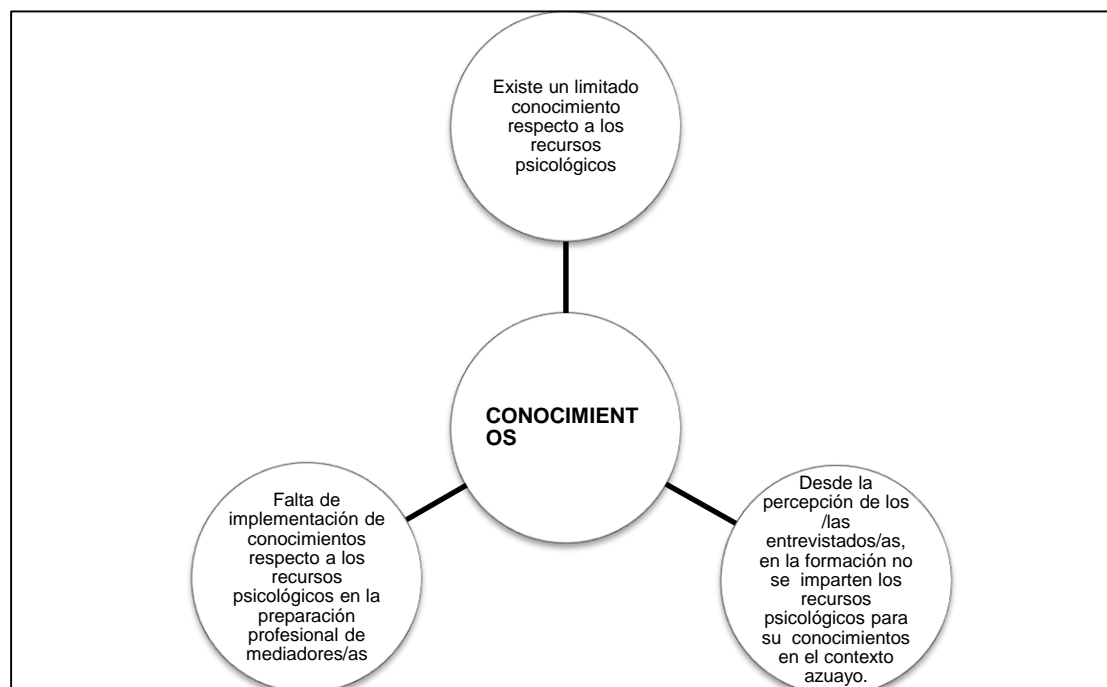 Existe un limitado
conocimiento
respecto a los
recursos
psicológicos
CONOCIMIENT
OS
Falta de
implementación de
conocimientos
respecto a los
recursos
psicológicos en la
preparación
profesional de
mediadores/as
Desde la
percepción de los
/las
entrevistados/as,
en la formación no
se imparten los
recursos
psicológicos para
su conocimientos
en el contexto
azuayo.